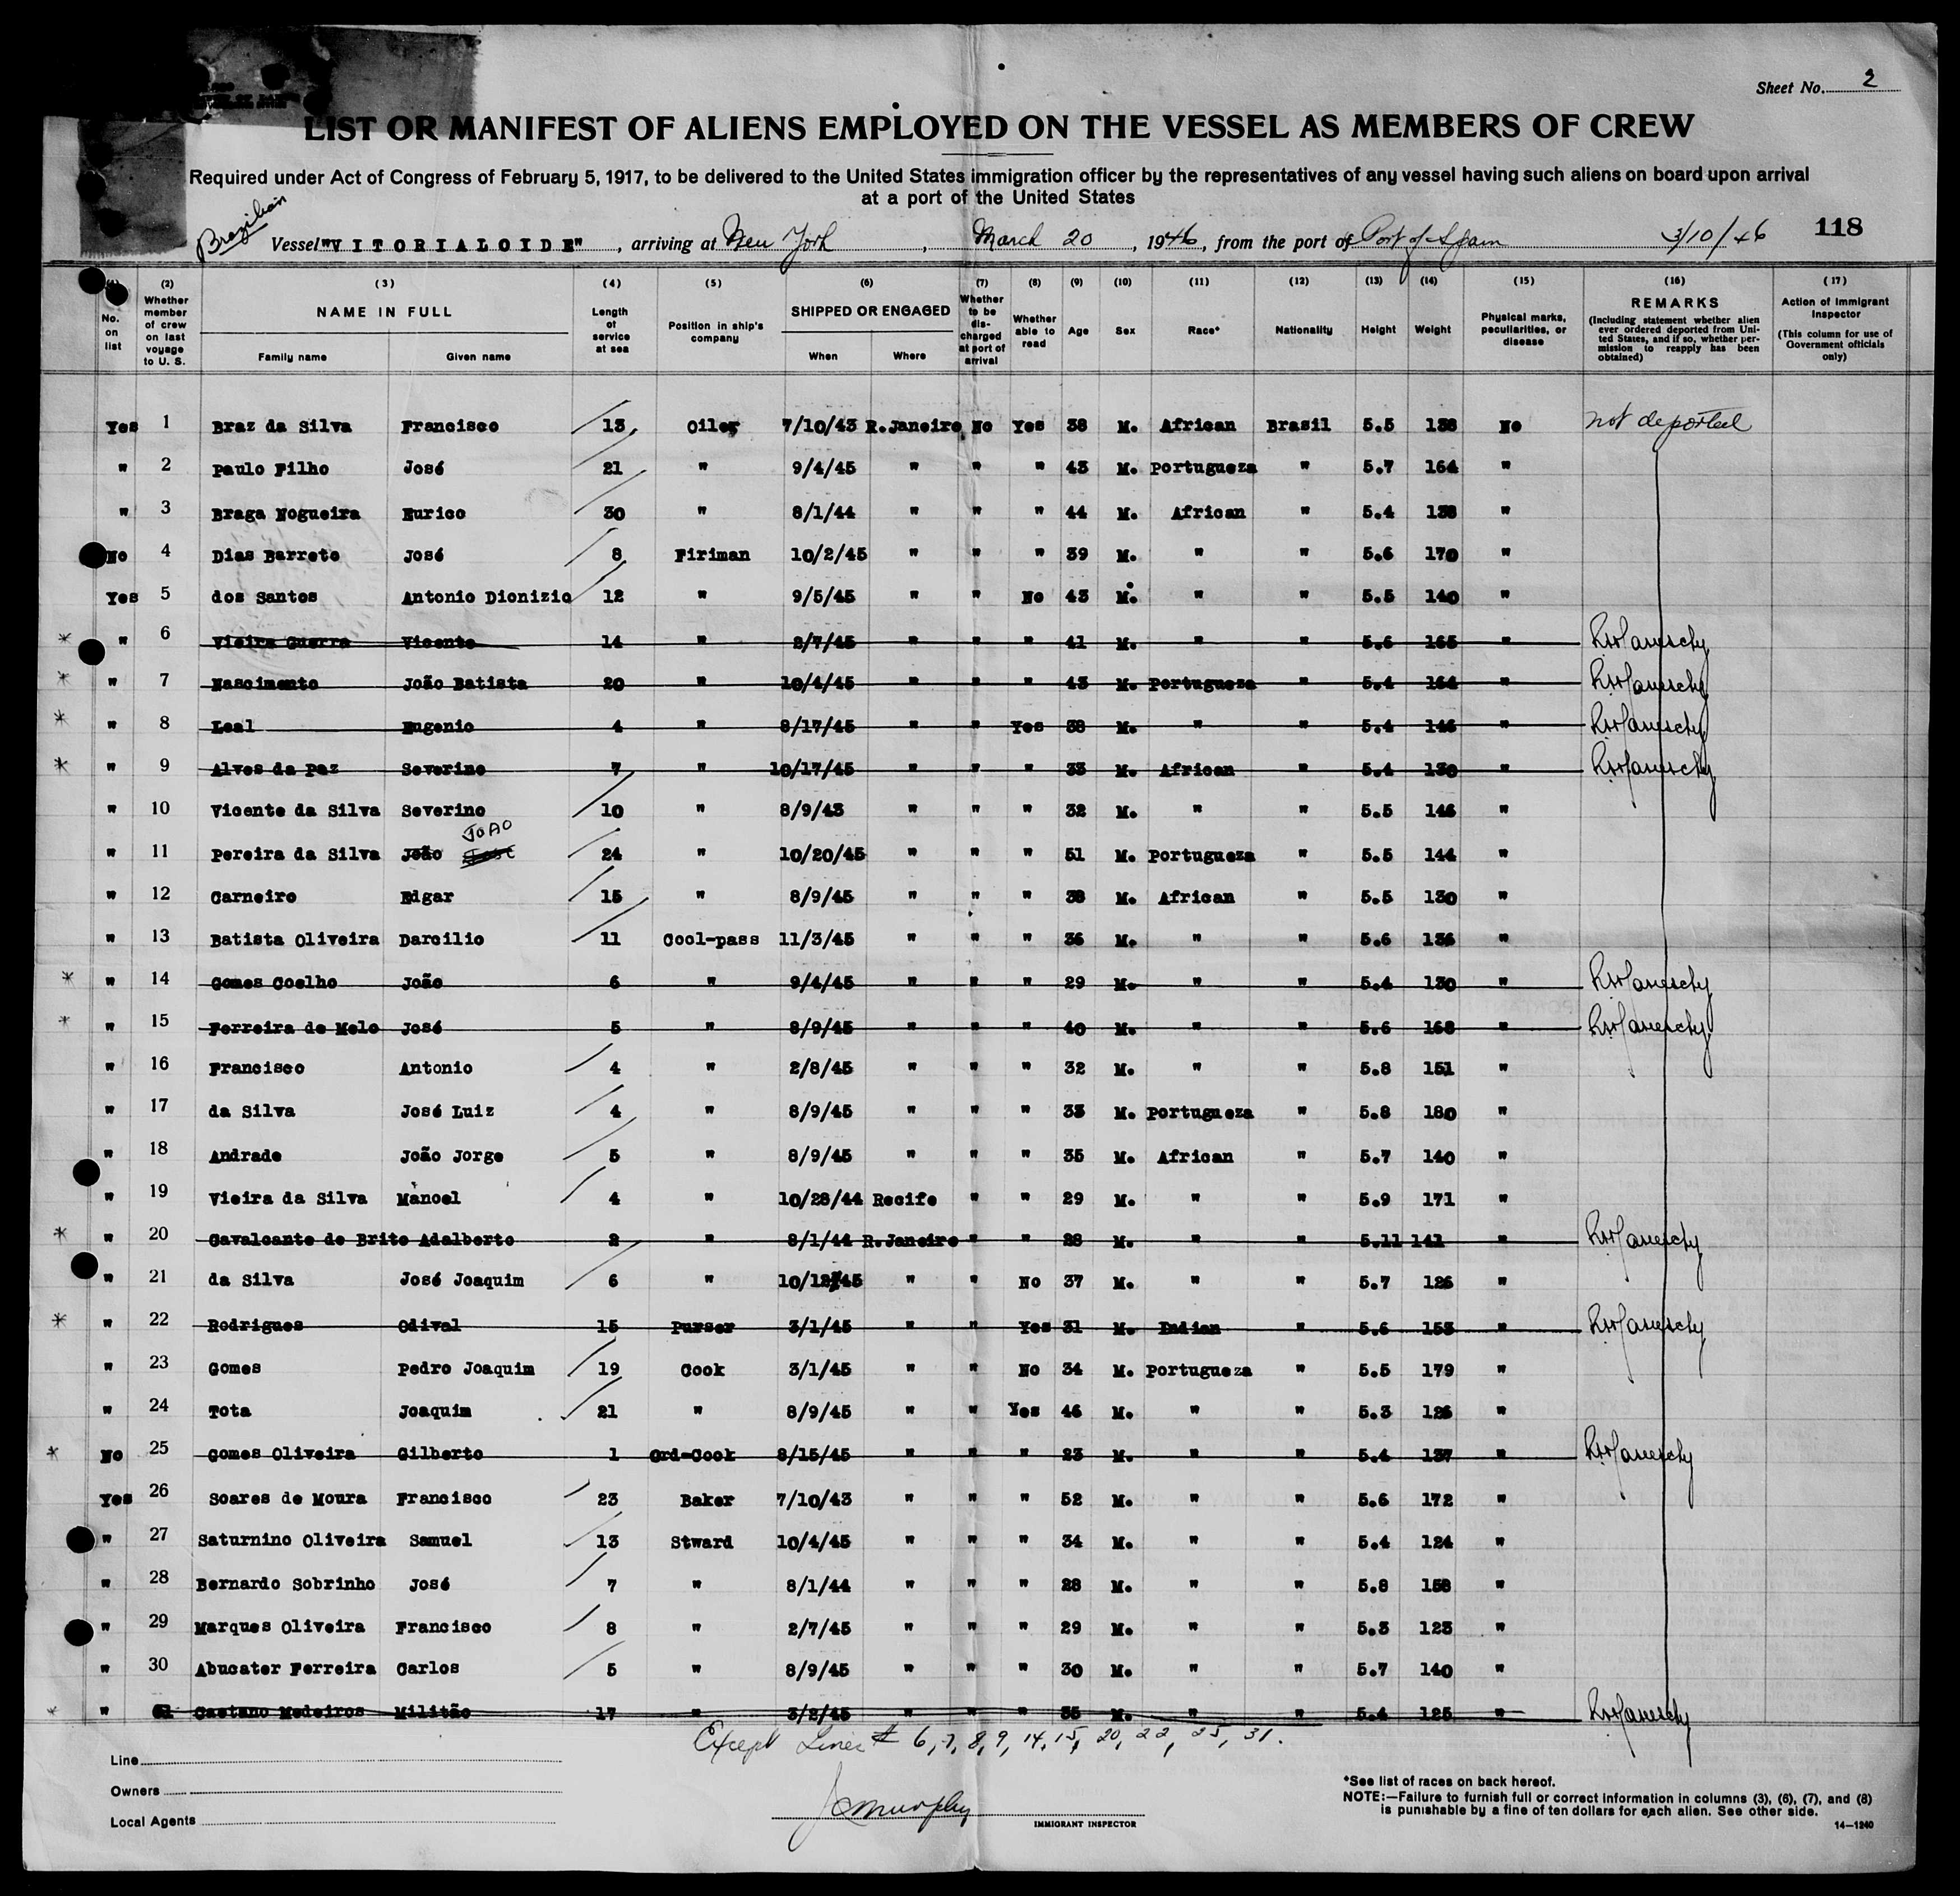 Sheet No. 2
LIST OR MANIFEST OF ALIENS EMPLOYED ON THE VESSEL AS MEMBERS OF CREW
Required under Act of Congress of February 5, 1917, to be delivered to the United States immigration officer by the representatives of any vessel having such aliens on board upon arrival
at a port of the United States
Brazilian Vessel "VITORIALOIDE", arriving at New York, March 20, 1946, from the port of Port of Spain 3/10/46 118
(2) (3) (4) (5) (6) (7) (8) (9) (10) (11) (12) (13) (14) (15) (16) (17)
No. on list Whether member of crew on last voyage to U. S. NAME IN FULL Family name Given name Length of service at sea Position in ship's company SHIPPED OR ENGAGED When Where Whether to be discharged at port of arrival Whether able to read Age Sex Race* Nationality Height Weight Physical marks, peculiarities, or disease REMARKS (Including statement whether alien ever ordered deported from United States, and if so, whether permission to reapply has been obtained) Action of Immigrant Inspector (This column for use of Government officials only)
Yes 1 Braz da Silva Francisco 13 Oiler 7/10/43 R.Janeiro No Yes 38 M. African Brasil 5.5 138 No not deported
" 2 Paulo Filho José 21 " 9/4/45 " " " 43 M. Portugueza " 5.7 164 "
" 3 Braga Nogueira Eurico 30 " 8/1/44 " " " 44 M. African " 5.4 138 "
No 4 Dias Barreto José 8 Firiman 10/2/45 " " " 39 M. " " 5.6 170 "
Yes 5 dos Santos Antonio Dionizio 12 " 9/5/45 " " No 43 M. " " 5.5 140 "
* " 6 Vieira Guerra Vicente 14 " 2/7/45 " " " 41 M. " " 5.6 165 "
* " 7 Nascimento João Batista 20 " 10/4/45 " " " 43 M. Portugueza " 5.4 164 "
* " 8 Leal Eugenio 4 " 8/17/45 " " Yes 38 M. " " 5.4 146 "
* " 9 Alves da Paz Severino 7 " 10/17/45 " " " 33 M. African " 5.4 130 "
" 10 Vicente da Silva Severino 10 " 8/9/43 " " " 32 M. " " 5.5 146 "
" 11 Pereira da Silva João José JOAO 24 " 10/20/45 " " " 51 M. Portugueza " 5.5 144 "
" 12 Carneiro Edgar 15 " 8/9/45 " " " 38 M. African " 5.5 130 "
" 13 Batista Oliveira Darcilio 11 Cool-pass 11/3/45 " " " 36 M. " " 5.6 136 "
* " 14 Gomes Coelho João 6 " 9/4/45 " " " 29 M. " " 5.4 130 "
* " 15 Ferreira de Melo José 5 " 8/9/45 " " " 40 M. " " 5.6 168 "
" 16 Francisco Antonio 4 " 2/8/45 " " " 32 M. " " 5.8 151 "
" 17 da Silva José Luiz 4 " 8/9/45 " " " 33 M. Portugueza " 5.8 180 "
" 18 Andrade João Jorge 5 " 8/9/45 " " " 35 M. African " 5.7 140 "
" 19 Vieira da Silva Manoel 4 " 10/28/44 Recife " " 29 M. " " 5.9 171 "
* " 20 Cavalcante de Brito Adalberto 2 " 8/1/44 R.Janeiro " " 28 M. " " 5.11 141 "
" 21 da Silva José Joaquim 6 " 10/12/45 " " No 37 M. " " 5.7 126 "
* " 22 Rodrigues Odival 15 Purser 3/1/45 " " Yes 31 M. Indian " 5.6 153 "
" 23 Gomes Pedro Joaquim 19 Cook 3/1/45 " " No 34 M. Portugueza " 5.5 179 "
" 24 Tota Joaquim 21 " 8/9/45 " " Yes 46 M. " " 5.3 126 "
* No 25 Gomes Oliveira Gilberto 1 Ord-Cook 8/15/45 " " " 23 M. " " 5.4 137 "
Yes 26 Soares de Moura Francisco 23 Baker 7/10/43 " " " 52 M. " " 5.6 172 "
" 27 Saturnino Oliveira Samuel 13 Stward 10/4/45 " " " 34 M. " " 5.4 124 "
" 28 Bernardo Sobrinho José 7 " 8/1/44 " " " 28 M. " " 5.8 158 "
" 29 Marques Oliveira Francisco 8 " 2/7/45 " " " 29 M. " " 5.3 123 "
" 30 Abucater Ferreira Carlos 5 " 8/9/45 " " " 30 M. " " 5.7 140 "
* " Caetano Medeiros Militão 17 " 3/2/45 " " " 35 M. " " 5.4 125 "
Except Lines # 6, 7, 8, 9, 14, 15, 20, 22, 25, 31.
Line
Owners
Local Agents
J Murphy
IMMIGRANT INSPECTOR
*See list of races on back hereof.
NOTE:—Failure to furnish full or correct information in columns (3), (6), (7), and (8)
is punishable by a fine of ten dollars for each alien. See other side.
14—1240